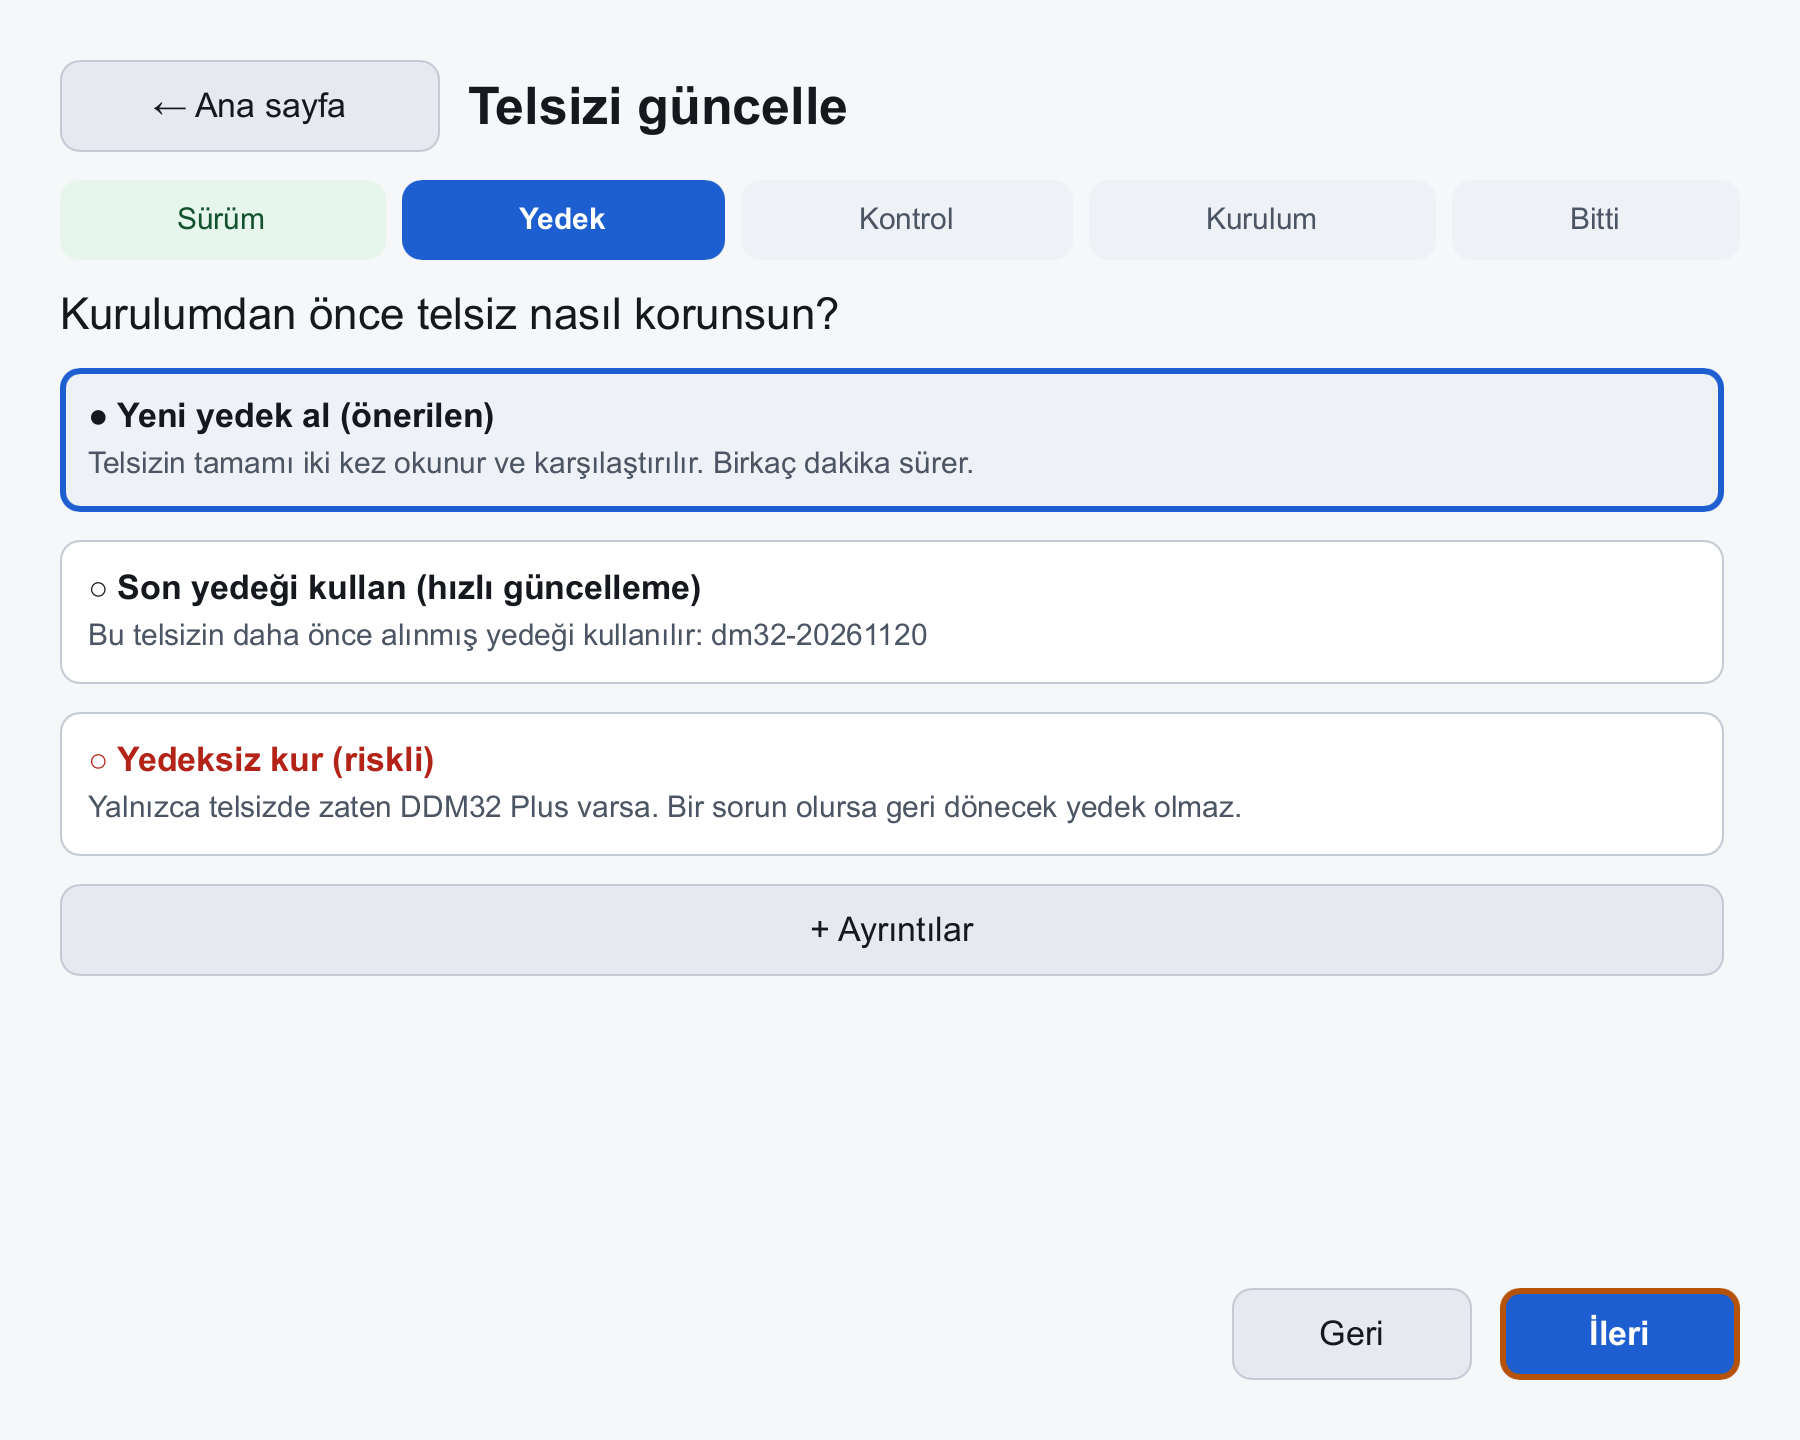 ← Ana sayfa
Telsizi güncelle
Sürüm
Yedek
Kontrol
Kurulum
Bitti
Kurulumdan önce telsiz nasıl korunsun?
● Yeni yedek al (önerilen)
Telsizin tamamı iki kez okunur ve karşılaştırılır. Birkaç dakika sürer.
○ Son yedeği kullan (hızlı güncelleme)
Bu telsizin daha önce alınmış yedeği kullanılır: dm32-20261120
○ Yedeksiz kur (riskli)
Yalnızca telsizde zaten DDM32 Plus varsa. Bir sorun olursa geri dönecek yedek olmaz.
+ Ayrıntılar
Geri
İleri